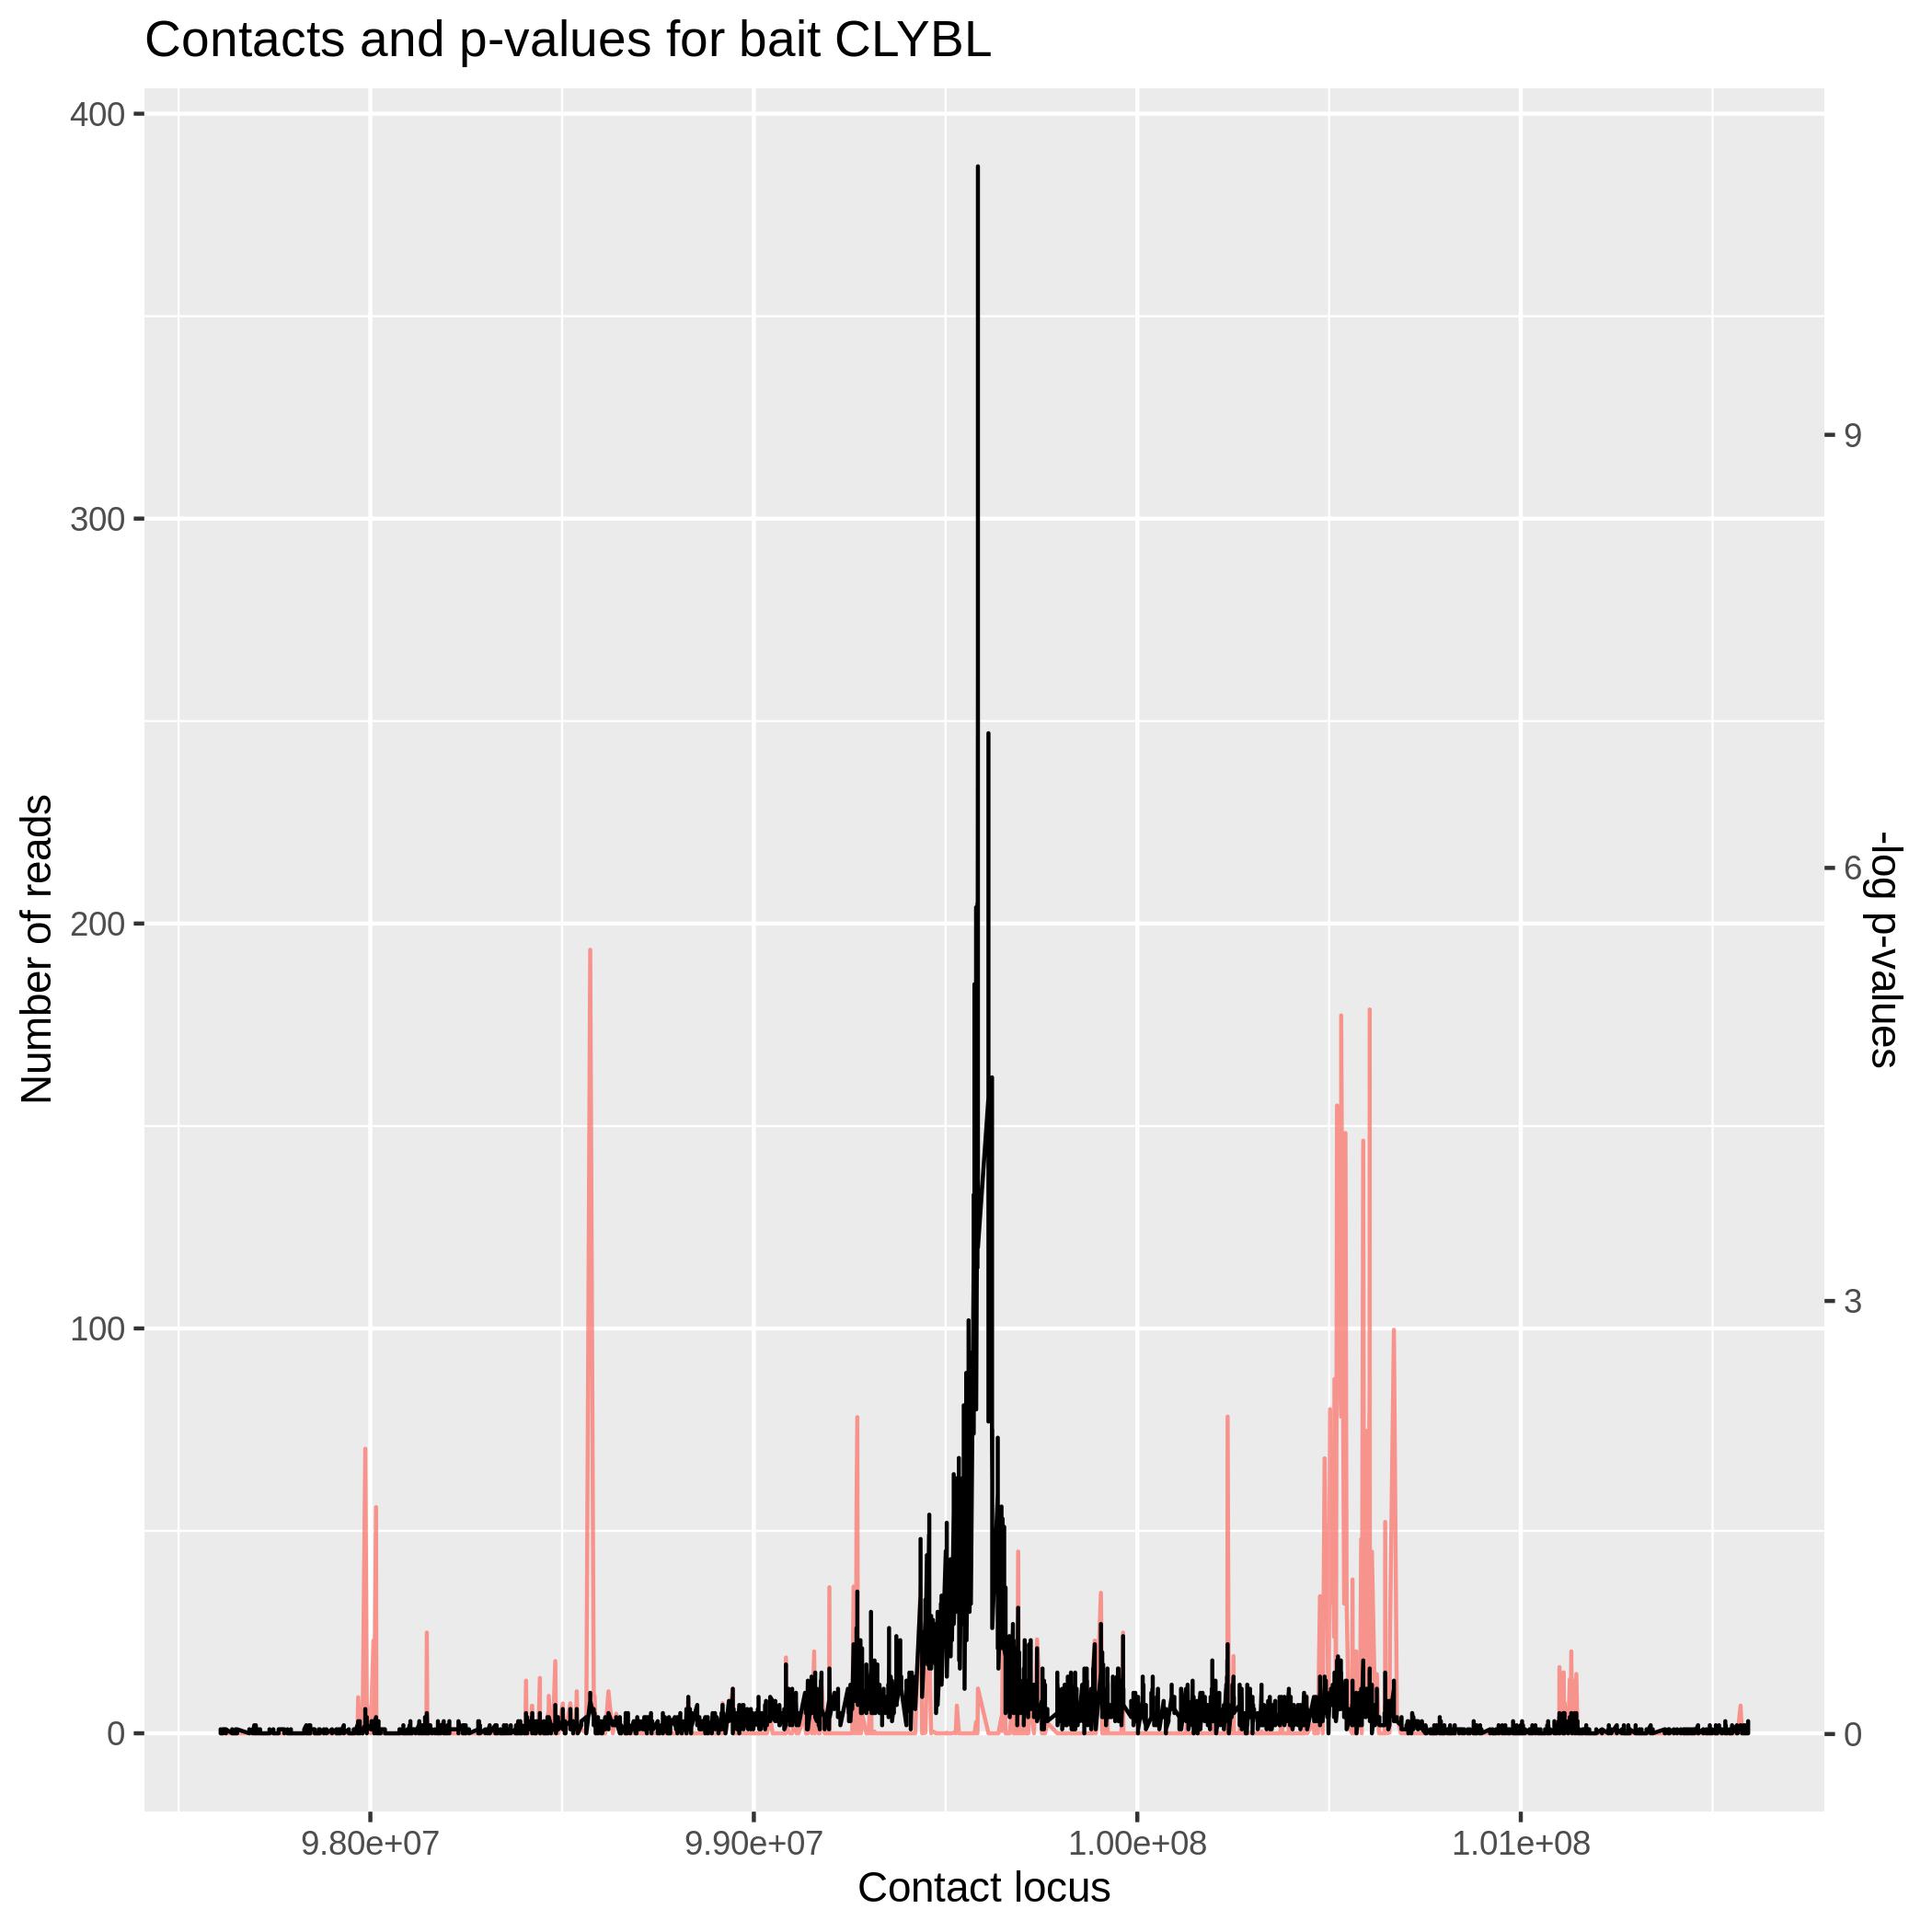 Contacts and p-values for bait CLYBL
400
300
200
100
0
Number of reads
9
6
3
0
-log p-values
9.80e+07
9.90e+07
1.00e+08
1.01e+08
Contact locus